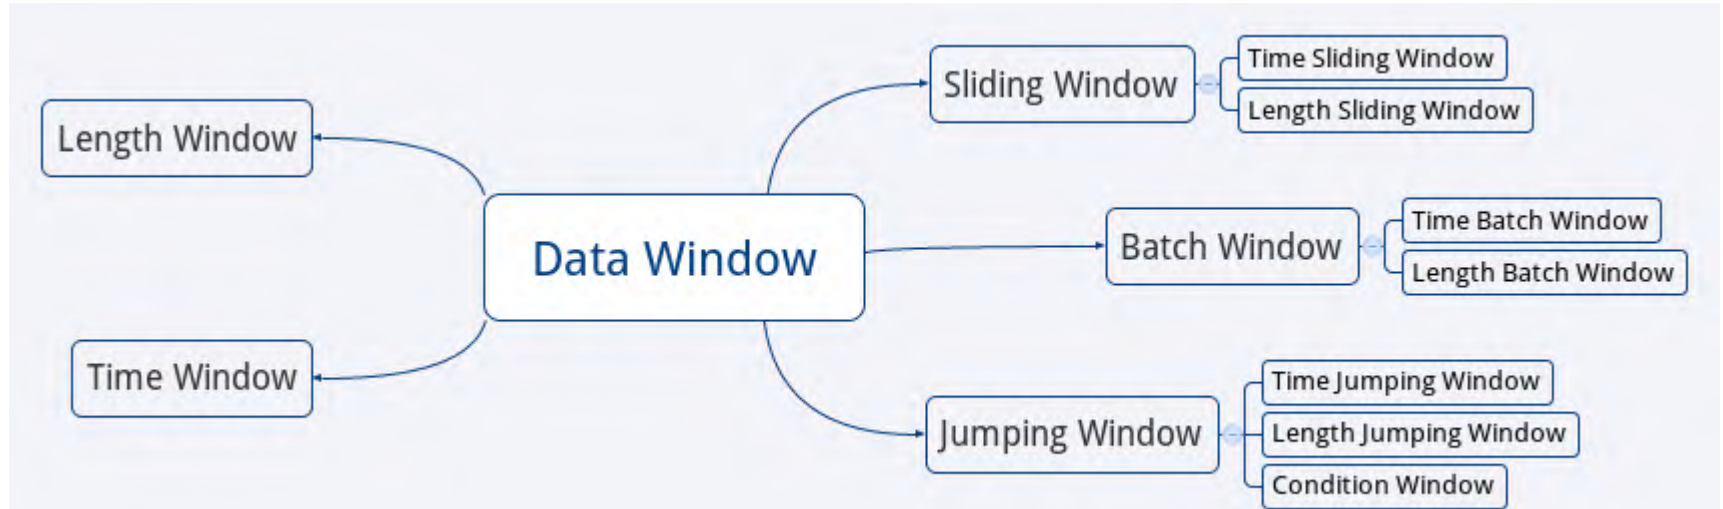 Data Window
Length Window
Time Window
Sliding Window
Time Sliding Window
Length Sliding Window
Batch Window
Time Batch Window
Length Batch Window
Jumping Window
Time Jumping Window
Length Jumping Window
Condition Window